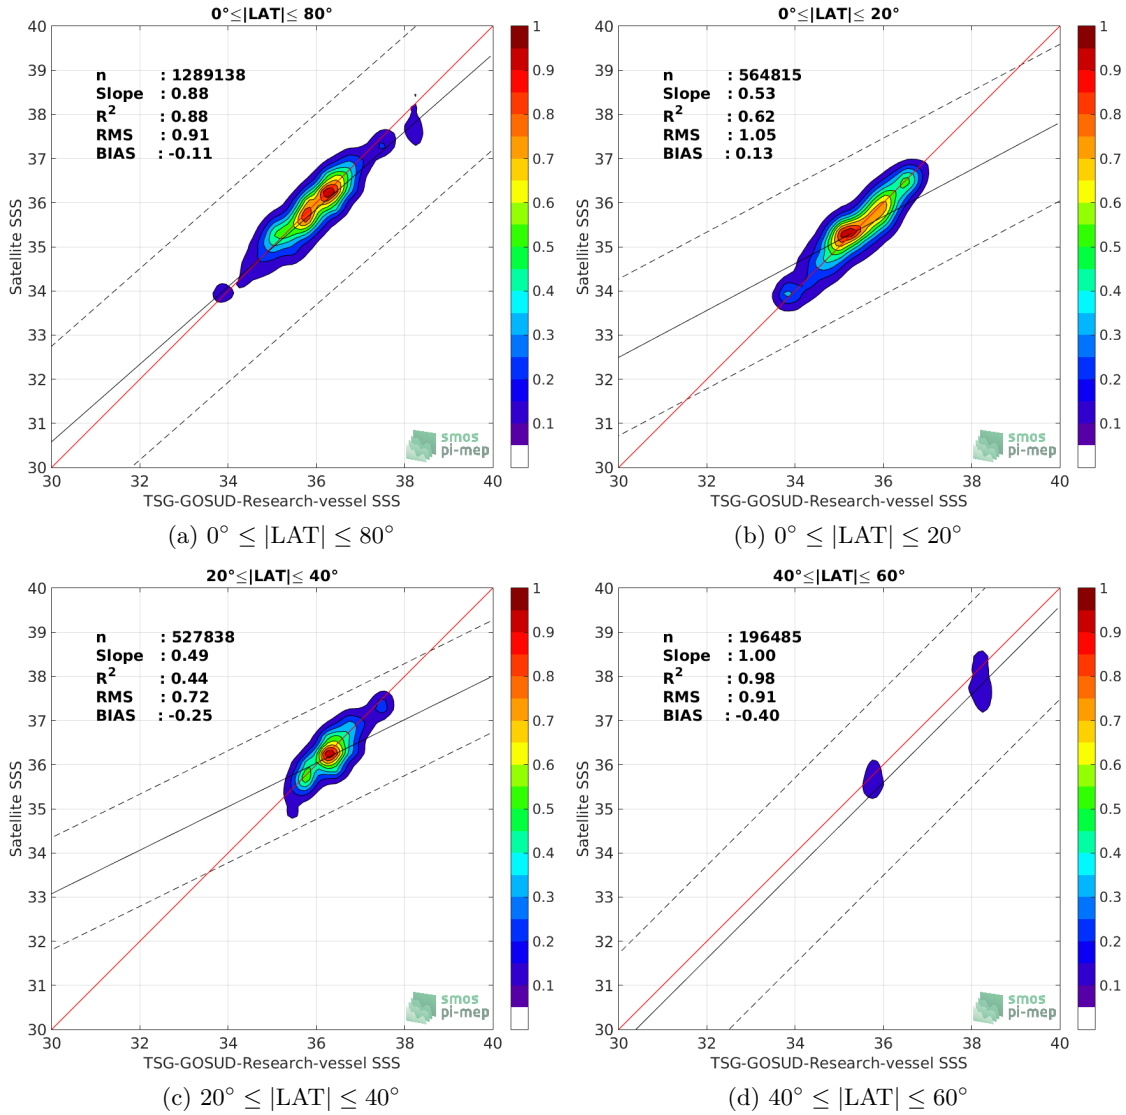 0°≤|LAT|≤ 80°
40
39
38
37
36
35
34
33
32
31
30
30
32
34
36
38
40
Satellite SSS
TSG-GOSUD-Research-vessel SSS
n : 1289138
Slope : 0.88
R² : 0.88
RMS : 0.91
BIAS : -0.11
smos
pi-mep
1
0.9
0.8
0.7
0.6
0.5
0.4
0.3
0.2
0.1
(a) 0° ≤ |LAT| ≤ 80°
0°≤|LAT|≤ 20°
40
39
38
37
36
35
34
33
32
31
30
30
32
34
36
38
40
Satellite SSS
TSG-GOSUD-Research-vessel SSS
n : 564815
Slope : 0.53
R² : 0.62
RMS : 1.05
BIAS : 0.13
smos
pi-mep
1
0.9
0.8
0.7
0.6
0.5
0.4
0.3
0.2
0.1
(b) 0° ≤ |LAT| ≤ 20°
20°≤|LAT|≤ 40°
40
39
38
37
36
35
34
33
32
31
30
30
32
34
36
38
40
Satellite SSS
TSG-GOSUD-Research-vessel SSS
n : 527838
Slope : 0.49
R² : 0.44
RMS : 0.72
BIAS : -0.25
smos
pi-mep
1
0.9
0.8
0.7
0.6
0.5
0.4
0.3
0.2
0.1
(c) 20° ≤ |LAT| ≤ 40°
40°≤|LAT|≤ 60°
40
39
38
37
36
35
34
33
32
31
30
30
32
34
36
38
40
Satellite SSS
TSG-GOSUD-Research-vessel SSS
n : 196485
Slope : 1.00
R² : 0.98
RMS : 0.91
BIAS : -0.40
smos
pi-mep
1
0.9
0.8
0.7
0.6
0.5
0.4
0.3
0.2
0.1
(d) 40° ≤ |LAT| ≤ 60°